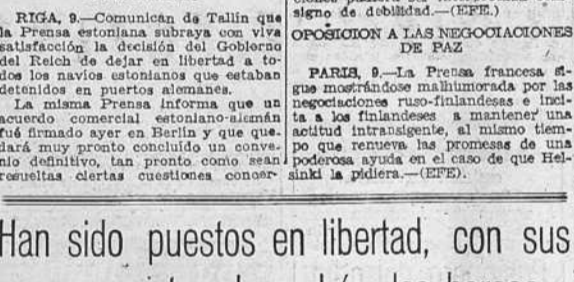 RIGA, 9.—Comunican de Tallin que
la Prensa estoniana subraya con viva
satisfacción la decisión del Gobierno
del Reich de dejar en libertad a to-
dos los navíos estonianos que estaban
detenidos en puertos alemanes.
La misma Prensa informa que un
acuerdo comercial estoniano-alemán
fué firmado ayer en Berlín y que que-
dará muy pronto concluído un conve-
nio definitivo, tan pronto como sean
resueltas ciertas cuestiones concer-
signo de debilidad.—(EFE.)
OPOSICION A LAS NEGOCIACIONES
DE PAZ
PARIS, 9.—La Prensa francesa si-
gue mostrándose malhumorada por las
negociaciones ruso-finlandesas e inci-
ta a los finlandeses a mantener una
actitud intransigente, al mismo tiem-
po que renueva las promesas de una
poderosa ayuda en el caso de que Hel-
sinki la pidiera.—(EFE).
Han sido puestos en libertad, con sus